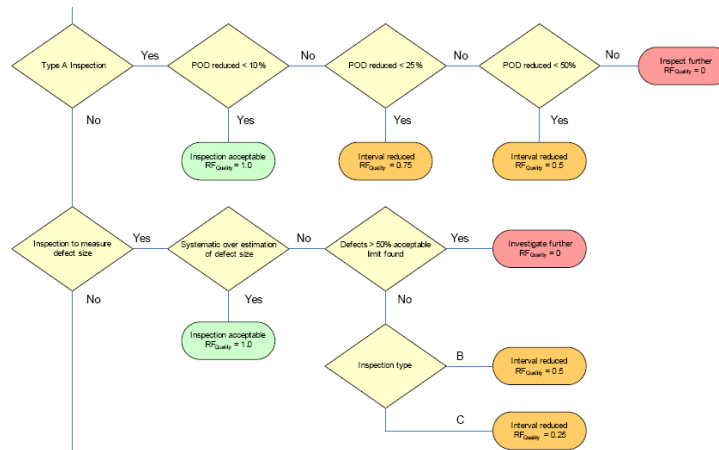 Type A Inspection
Yes
POD reduced < 10%
No
POD reduced < 25%
No
POD reduced < 50%
No
Inspect further
RFQuality = 0
No
Yes
Yes
Yes
Inspection acceptable
RFQuality = 1.0
Interval reduced
RFQuality = 0.75
Interval reduced
RFQuality = 0.5
Inspection to measure
defect size
Yes
Systematic over estimation
of defect size
No
Defects > 50% acceptable
limit found
Yes
Investigate further
RFQuality = 0
No
Yes
No
Inspection acceptable
RFQuality = 1.0
Inspection type
B
Interval reduced
RFQuality = 0.5
C
Interval reduced
RFQuality = 0.25